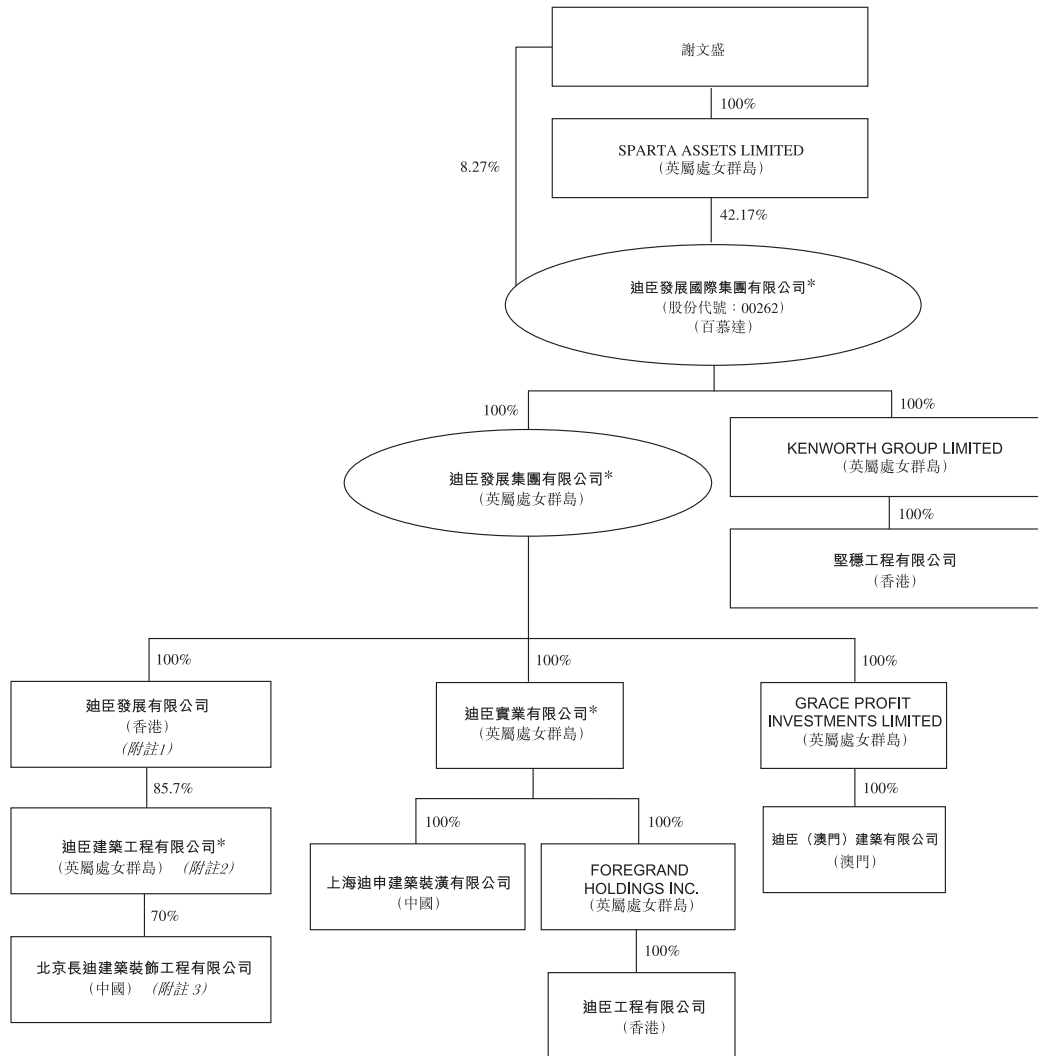 謝文盛
100%
SPARTA ASSETS LIMITED
（英屬處女群島）
8.27%
42.17%
迪臣發展國際集團有限公司*
（股份代號：00262）
（百慕達）
100%
100%
迪臣發展集團有限公司*
（英屬處女群島）
KENWORTH GROUP LIMITED
（英屬處女群島）
100%
堅穩工程有限公司
（香港）
100%
100%
100%
迪臣發展有限公司
（香港）
（附註1）
迪臣實業有限公司*
（英屬處女群島）
GRACE PROFIT
INVESTMENTS LIMITED
（英屬處女群島）
85.7%
100%
100%
100%
迪臣建築工程有限公司*
（英屬處女群島）（附註2）
上海迪申建築裝潢有限公司
（中國）
FOREGRAND
HOLDINGS INC.
（英屬處女群島）
迪臣（澳門）建築有限公司
（澳門）
70%
100%
北京長迪建築裝飾工程有限公司
（中國）（附註 3）
迪臣工程有限公司
（香港）